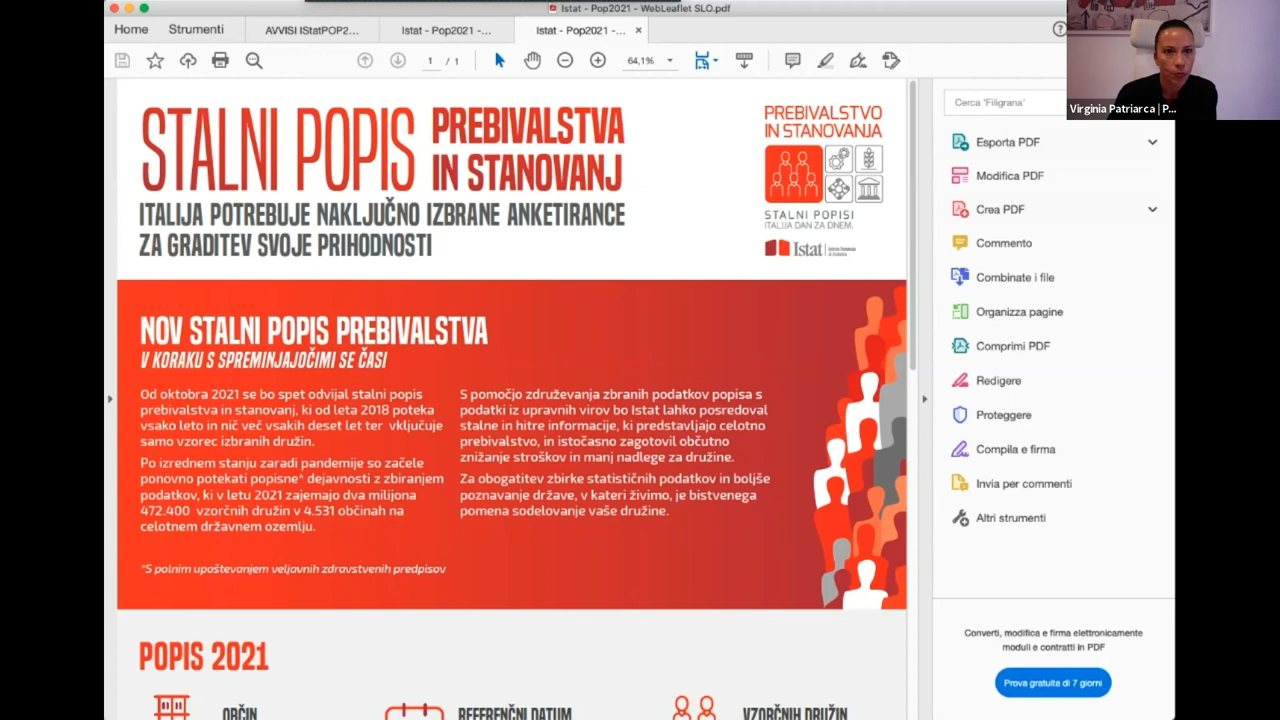 Istat - Pop2021 - WebLeaflet SLO.pdf
Home
Strumenti
AVVISI IStatPOP2...
Istat - Pop2021 -...
Istat - Pop2021 -...
1 / 1
64,1%
Virginia Patriarca | P...
STALNI POPIS PREBIVALSTVA
IN STANOVANJ
ITALIJA POTREBUJE NAKLJUČNO IZBRANE ANKETIRANCE
ZA GRADITEV SVOJE PRIHODNOSTI
PREBIVALSTVO
IN STANOVANJA
STALNI POPISI
ITALIJA DAN ZA DNEM.
Istat
NOV STALNI POPIS PREBIVALSTVA
V KORAKU S SPREMINJAJOČIMI SE ČASI
Od oktobra 2021 se bo spet odvijal stalni popis
prebivalstva in stanovanj, ki od leta 2018 poteka
vsako leto in nič več vsakih deset let ter vključuje
samo vzorec izbranih družin.
Po izrednem stanju zaradi pandemije so začele
ponovno potekati popisne* dejavnosti z zbiranjem
podatkov, ki v letu 2021 zajemajo dva milijona
472.400 vzorčnih družin v 4.531 občinah na
celotnem državnem ozemlju.
*S polnim upoštevanjem veljavnih zdravstvenih predpisov
S pomočjo združevanja zbranih podatkov popisa s
podatki iz upravnih virov bo Istat lahko posredoval
stalne in hitre informacije, ki predstavljajo celotno
prebivalstvo, in istočasno zagotovil občutno
znižanje stroškov in manj nadlege za družine.
Za obogatitev zbirke statističnih podatkov in boljše
poznavanje države, v kateri živimo, je bistvenega
pomena sodelovanje vaše družine.
POPIS 2021
OBČIN
REFERENČNI DATUM
VZORČNIH DRUŽIN
Cerca 'Filigrana'
Esporta PDF
Modifica PDF
Crea PDF
Commento
Combinate i file
Organizza pagine
Comprimi PDF
Redigere
Proteggere
Compila e firma
Invia per commenti
Altri strumenti
Converti, modifica e firma elettronicamente
moduli e contratti in PDF
Prova gratuita di 7 giorni